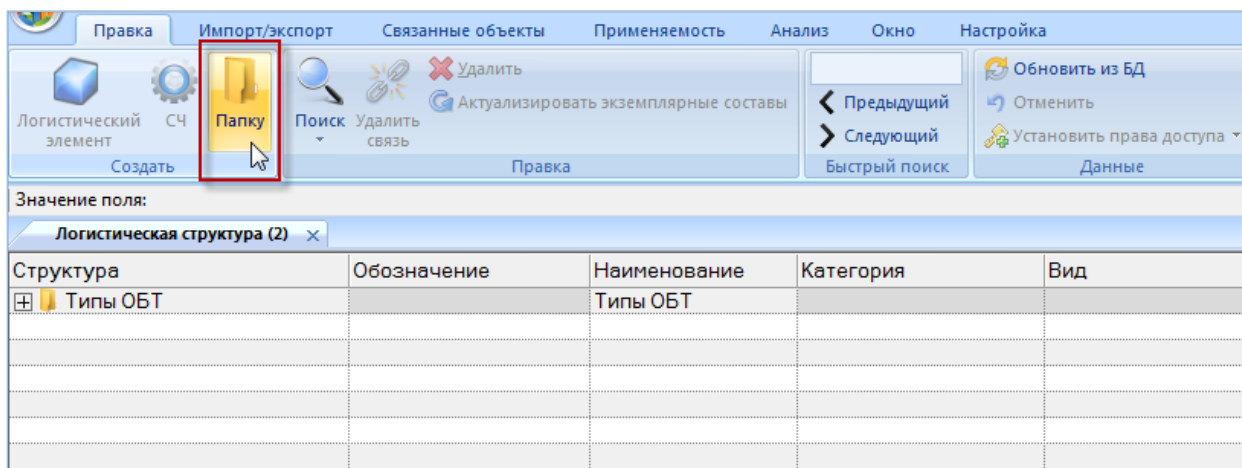 Правка Импорт/экспорт Связанные объекты Применяемость Анализ Окно Настройка
Логистический элемент
СЧ
Папку
Создать
Поиск
Удалить связь
Удалить
Актуализировать экземплярные составы
Правка
Предыдущий
Следующий
Быстрый поиск
Обновить из БД
Отменить
Установить права доступа
Данные
Значение поля:
Логистическая структура (2)
Структура Обозначение Наименование Категория Вид
Типы ОБТ Типы ОБТ